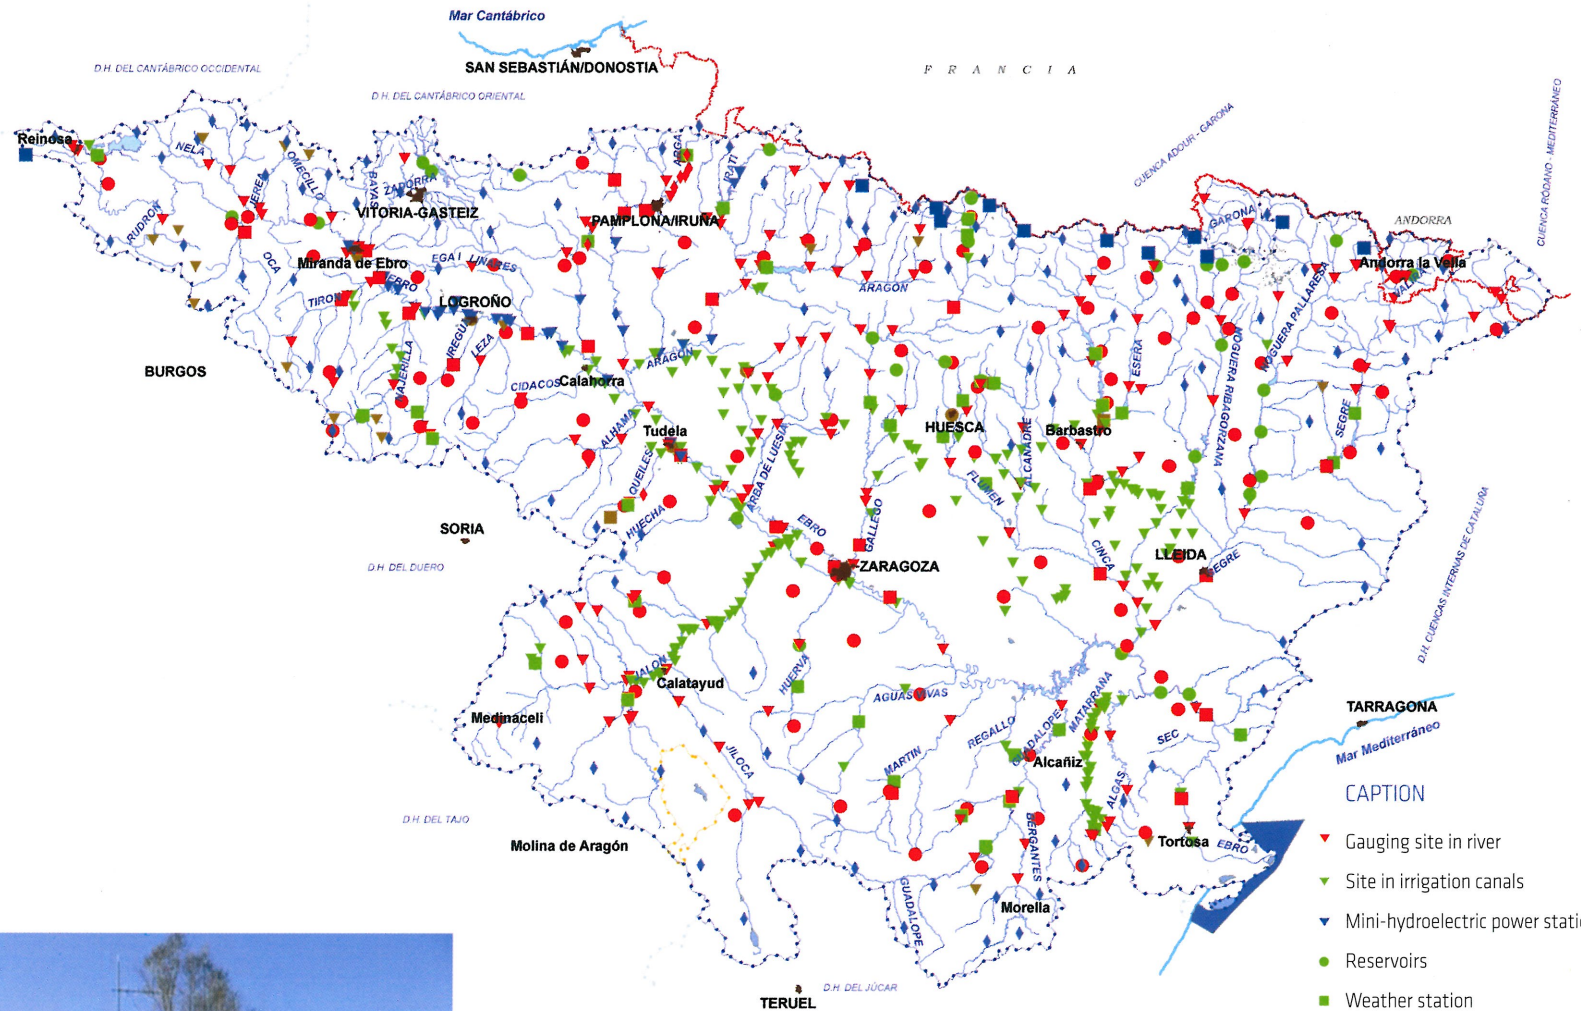 Mar Cantábrico
SAN SEBASTIÁN/DONOSTIA
F R A N C I A
D.H. DEL CANTÁBRICO OCCIDENTAL
D.H. DEL CANTÁBRICO ORIENTAL
CUENCA ADOUR - GARONA
CUENCA RÓDANO - MEDITERRÁNEO
Reinosa
NELA
OMECILLO
BAYAS
ZADORRA
ARGA
IRATI
JEREA
RUDRON
VITORIA-GASTEIZ
PAMPLONA/IRUÑA
GARONA
ANDORRA
Andorra la Vella
OCA
Miranda de Ebro
EGA I
LINARES
EBRO
TIRON
LOGROÑO
ARAGÓN
NOGUERA PALLARESA
IREGUA
LEZA
NAJERILLA
BURGOS
CIDACOS
Calahorra
ARAGÓN
ESERA
NOGUERA RIBAGORZANA
SEGRE
ALHAMA
Tudela
HUESCA
ALCANADRE
Barbastro
QUEILES
ARBA DE LUESIA
HUECHA
SORIA
FLUMEN
EBRO
GALLEGO
CINCA
LLEIDA
SEGRE
D.H. DEL DUERO
ZARAGOZA
D.H. CUENCAS INTERNAS DE CATALUÑA
JALON
Calatayud
HUERVA
AGUAS VIVAS
MATARRAÑA
Medinaceli
REGALLO
GUADALOPE
TARRAGONA
Mar Mediterráneo
SEC
JILOCA
MARTIN
Alcañiz
ALGAS
D.H. DEL TAJO
Molina de Aragón
BERGANTES
Tortosa
EBRO
GUADALOPE
Morella
TERUEL
D.H. DEL JÚCAR
CAPTION
Gauging site in river
Site in irrigation canals
Mini-hydroelectric power stati
Reservoirs
Weather station